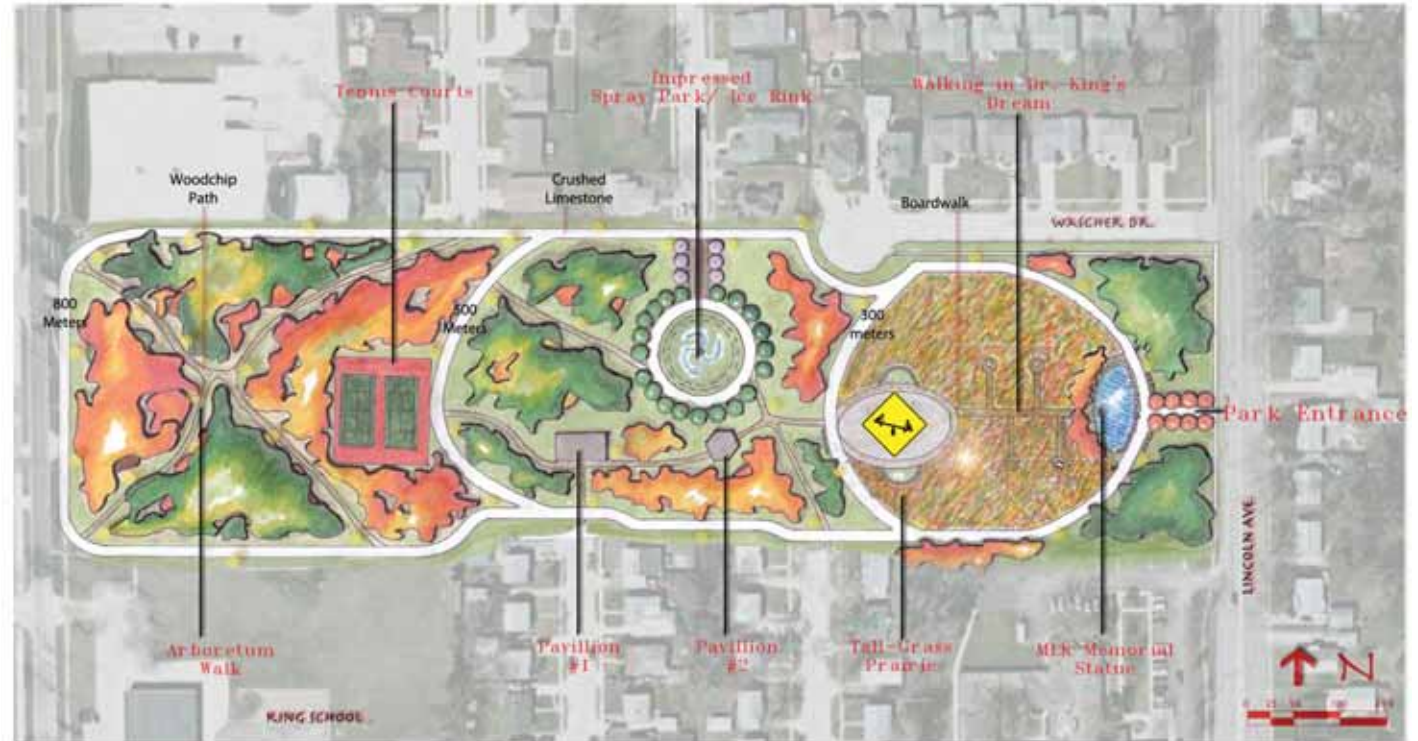 Tennis Courts
Impressed
Spray Park/ Ice Rink
Walking in Dr. King's
Dream
Woodchip
Path
Crushed
Limestone
Boardwalk
WASCHER DR.
800
Meters
500
Meters
300
meters
Park Entrance
LINCOLN AVE
Arboretum
Walk
Pavillion
#1
Pavillion
#2
Tall-Grass
Prairie
MLK Memorial
Statue
N
KING SCHOOL